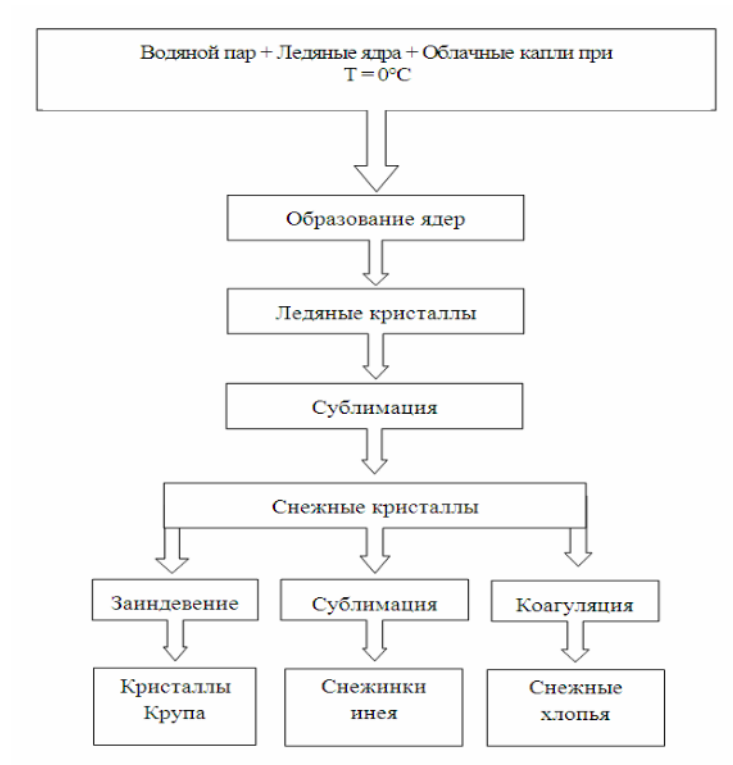 Водяной пар + Ледяные ядра + Облачные капли при
Т = 0°С
Образование ядер
Ледяные кристаллы
Сублимация
Снежные кристаллы
Заиндевение
Сублимация
Коагуляция
Кристаллы
Крупа
Снежинки
инея
Снежные
хлопья